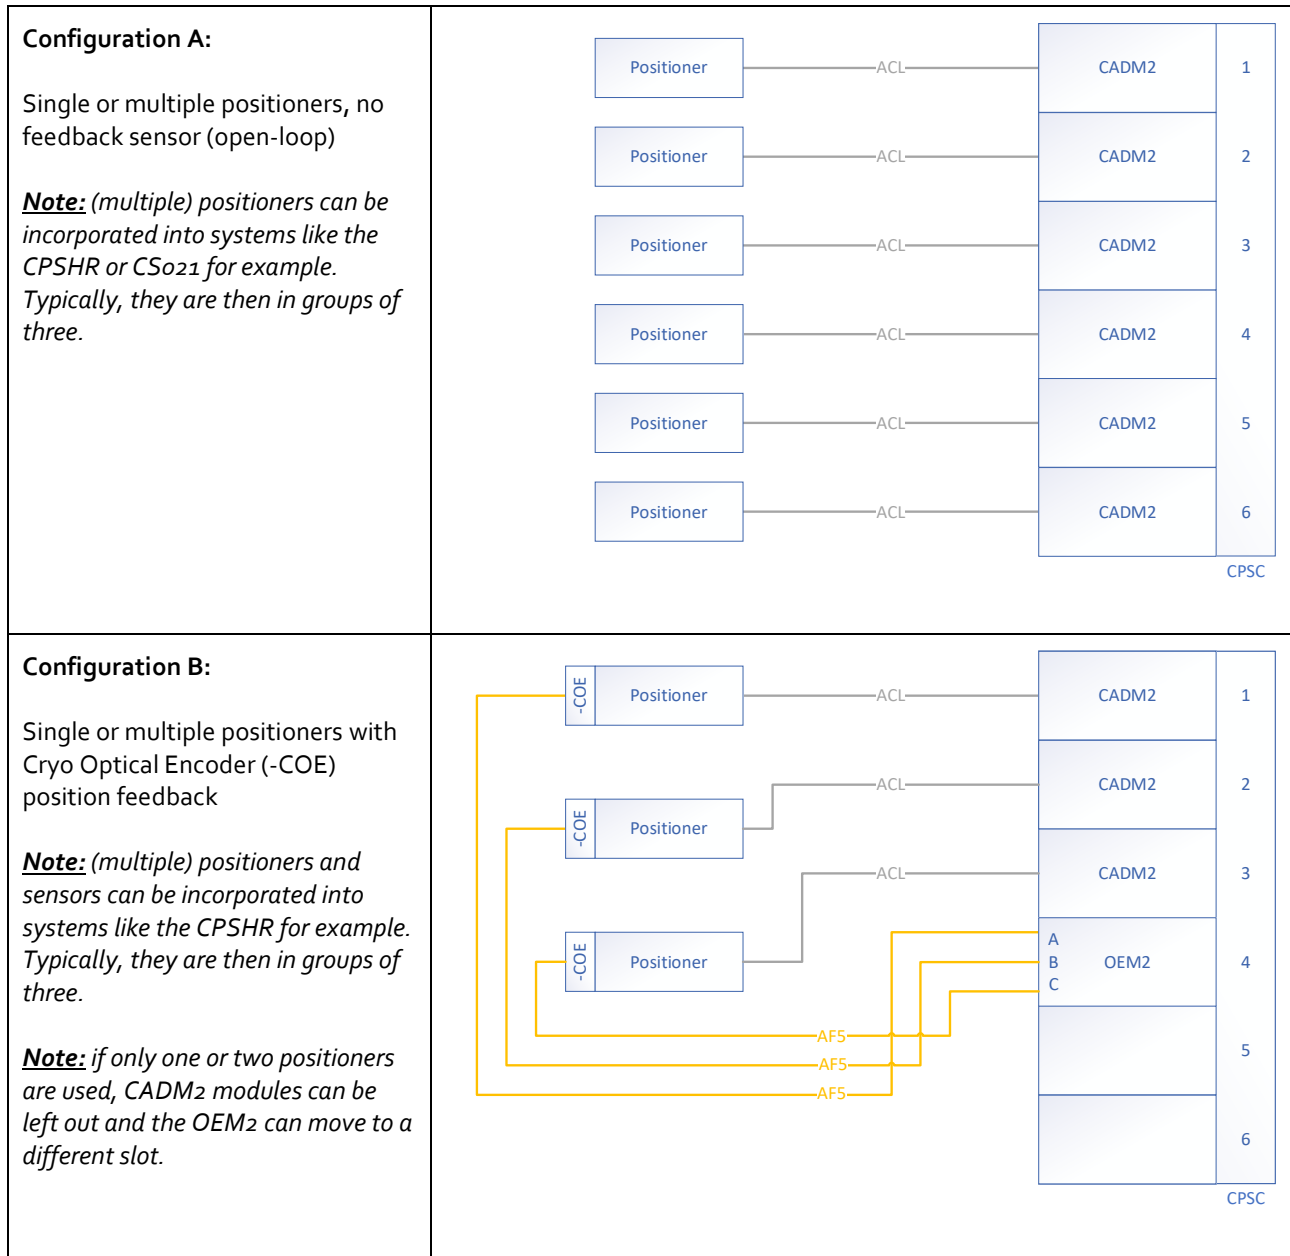 Configuration A:
Single or multiple positioners, no
feedback sensor (open-loop)
Note: (multiple) positioners can be
incorporated into systems like the
CPSHR or CS021 for example.
Typically, they are then in groups of
three.
Positioner ACL CADM2 1
Positioner ACL CADM2 2
Positioner ACL CADM2 3
Positioner ACL CADM2 4
Positioner ACL CADM2 5
Positioner ACL CADM2 6
CPSC
Configuration B:
Single or multiple positioners with
Cryo Optical Encoder (-COE)
position feedback
Note: (multiple) positioners and
sensors can be incorporated into
systems like the CPSHR for example.
Typically, they are then in groups of
three.
Note: if only one or two positioners
are used, CADM2 modules can be
left out and the OEM2 can move to a
different slot.
-COE Positioner ACL CADM2 1
ACL CADM2 2
-COE Positioner
ACL CADM2 3
-COE Positioner
A
B OEM2 4
C
AF5
AF5
AF5
5
6
CPSC